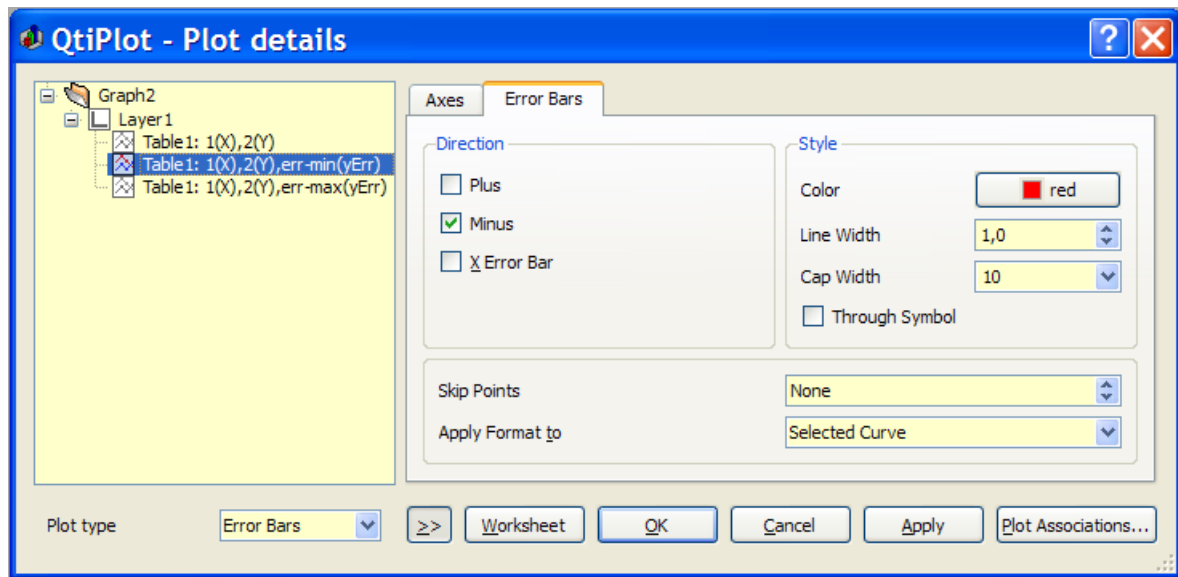 QtiPlot - Plot details
Graph2
Layer1
Table1: 1(X),2(Y)
Table1: 1(X),2(Y),err-min(yErr)
Table1: 1(X),2(Y),err-max(yErr)
Axes
Error Bars
Direction
Plus
Minus
X Error Bar
Style
Color
red
Line Width
1,0
Cap Width
10
Through Symbol
Skip Points
None
Apply Format to
Selected Curve
Plot type
Error Bars
>>
Worksheet
OK
Cancel
Apply
Plot Associations...